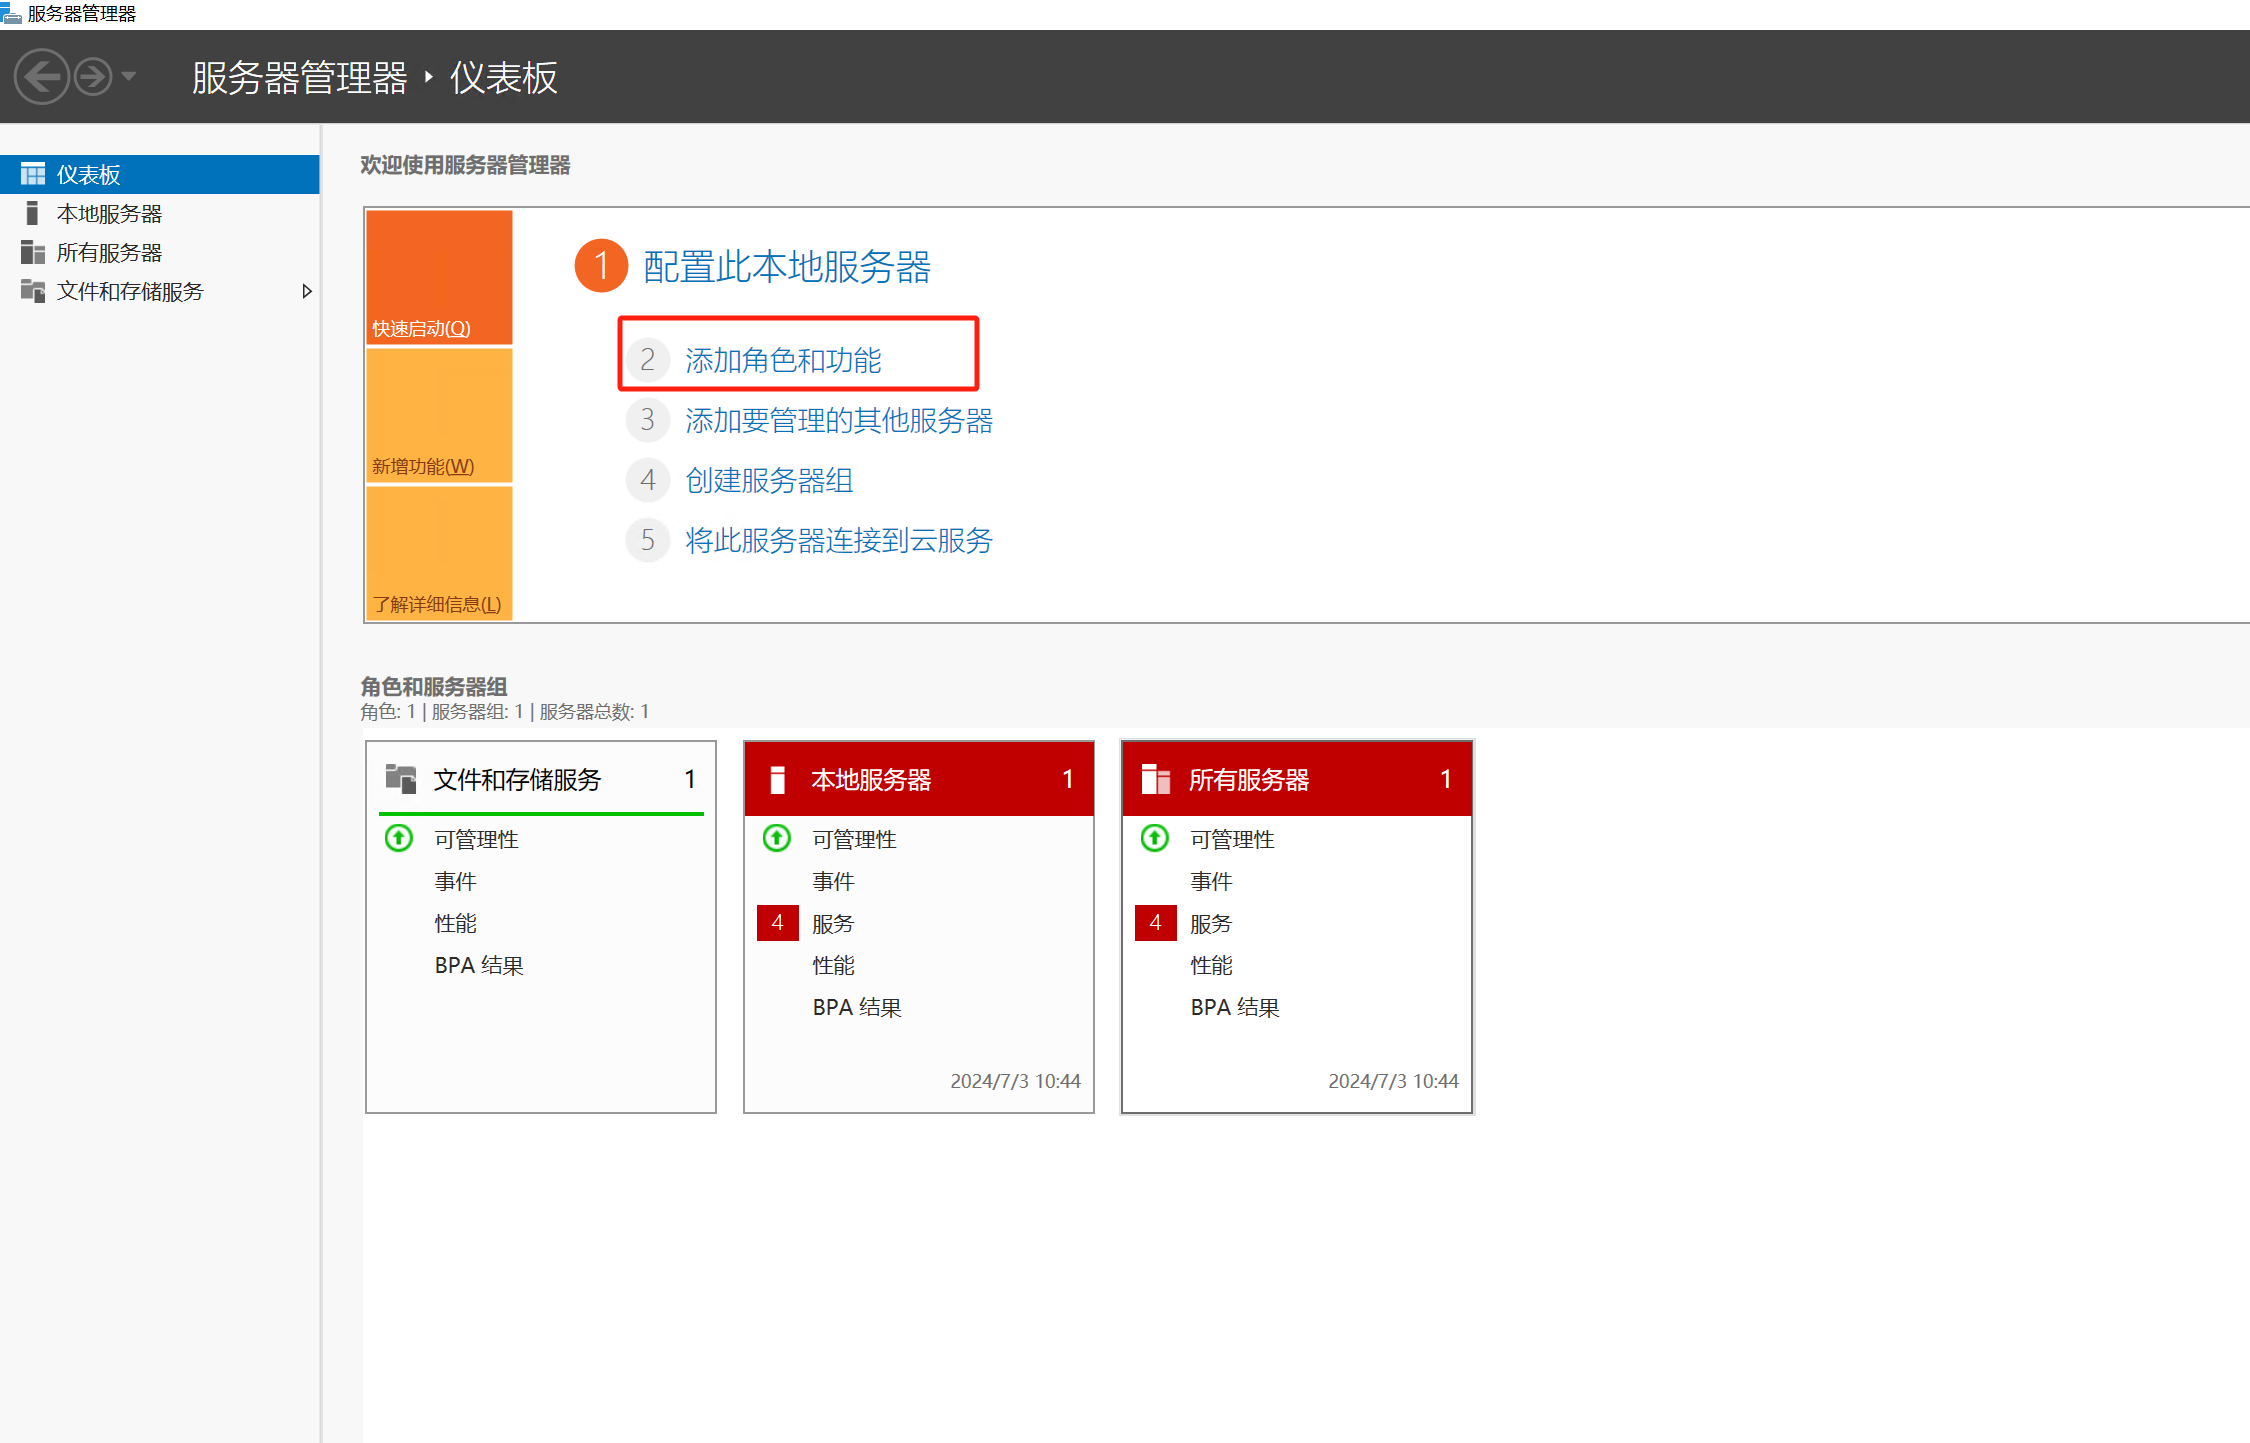 服务器管理器
服务器管理器 ‣ 仪表板
仪表板
本地服务器
所有服务器
文件和存储服务
欢迎使用服务器管理器
快速启动(Q)
新增功能(W)
了解详细信息(L)
1 配置此本地服务器
2 添加角色和功能
3 添加要管理的其他服务器
4 创建服务器组
5 将此服务器连接到云服务
角色和服务器组
角色: 1 | 服务器组: 1 | 服务器总数: 1
文件和存储服务 1
可管理性
事件
性能
BPA 结果
本地服务器 1
可管理性
事件
4 服务
性能
BPA 结果
2024/7/3 10:44
所有服务器 1
可管理性
事件
4 服务
性能
BPA 结果
2024/7/3 10:44